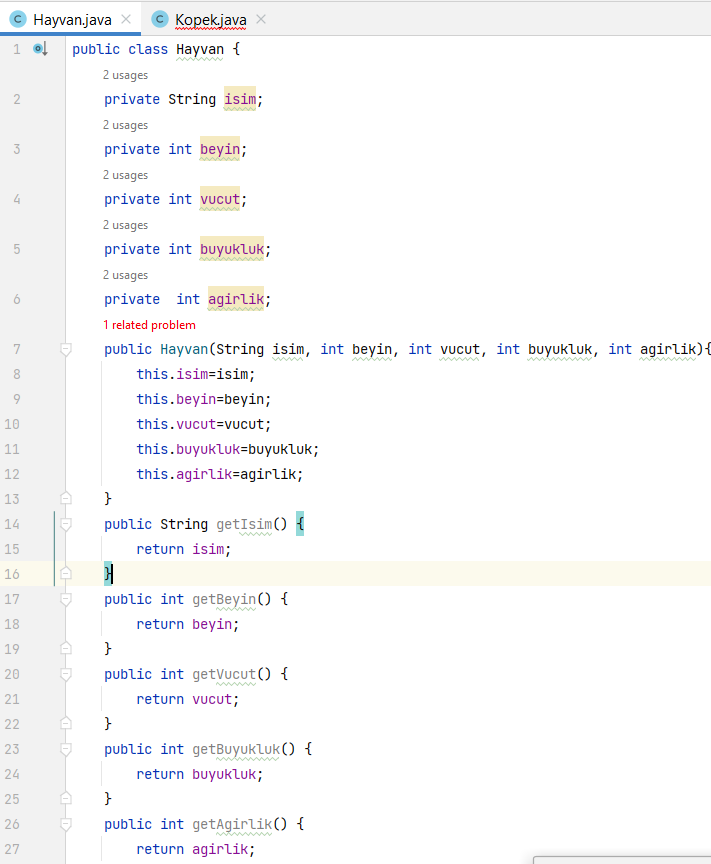 Hayvan.java Kopek.java
1 public class Hayvan {
2 usages
2 private String isim;
2 usages
3 private int beyin;
2 usages
4 private int vucut;
2 usages
5 private int buyukluk;
2 usages
6 private  int agirlik;
1 related problem
7 public Hayvan(String isim, int beyin, int vucut, int buyukluk, int agirlik){
8 this.isim=isim;
9 this.beyin=beyin;
10 this.vucut=vucut;
11 this.buyukluk=buyukluk;
12 this.agirlik=agirlik;
13 }
14 public String getIsim() {
15 return isim;
16 }
17 public int getBeyin() {
18 return beyin;
19 }
20 public int getVucut() {
21 return vucut;
22 }
23 public int getBuyukluk() {
24 return buyukluk;
25 }
26 public int getAgirlik() {
27 return agirlik;